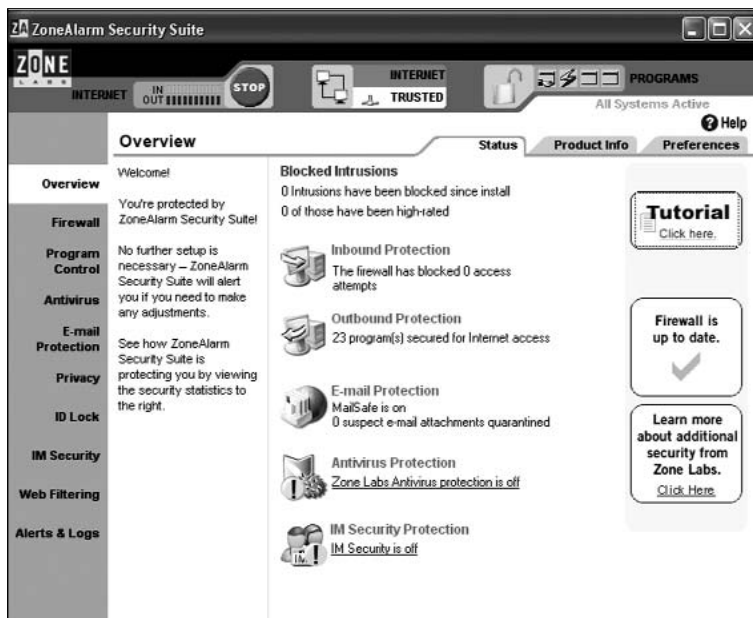 ZA ZoneAlarm Security Suite
ZONE
LABS
INTERNET
IN
OUT
STOP
INTERNET
TRUSTED
PROGRAMS
All Systems Active
Help
Overview
Status
Product Info
Preferences
Overview
Firewall
Program
Control
Antivirus
E-mail
Protection
Privacy
ID Lock
IM Security
Web Filtering
Alerts & Logs
Welcome!
You're protected by
ZoneAlarm Security Suite!
No further setup is
necessary – ZoneAlarm
Security Suite will alert
you if you need to make
any adjustments.
See how ZoneAlarm
Security Suite is
protecting you by viewing
the security statistics to
the right.
Blocked Intrusions
0 Intrusions have been blocked since install
0 of those have been high-rated
Inbound Protection
The firewall has blocked 0 access
attempts
Outbound Protection
23 program(s) secured for Internet access
E-mail Protection
MailSafe is on
0 suspect e-mail attachments quarantined
Antivirus Protection
Zone Labs Antivirus protection is off
IM Security Protection
IM
IM Security is off
Tutorial
Click here.
Firewall is
up to date.
Learn more
about additional
security from
Zone Labs.
Click Here